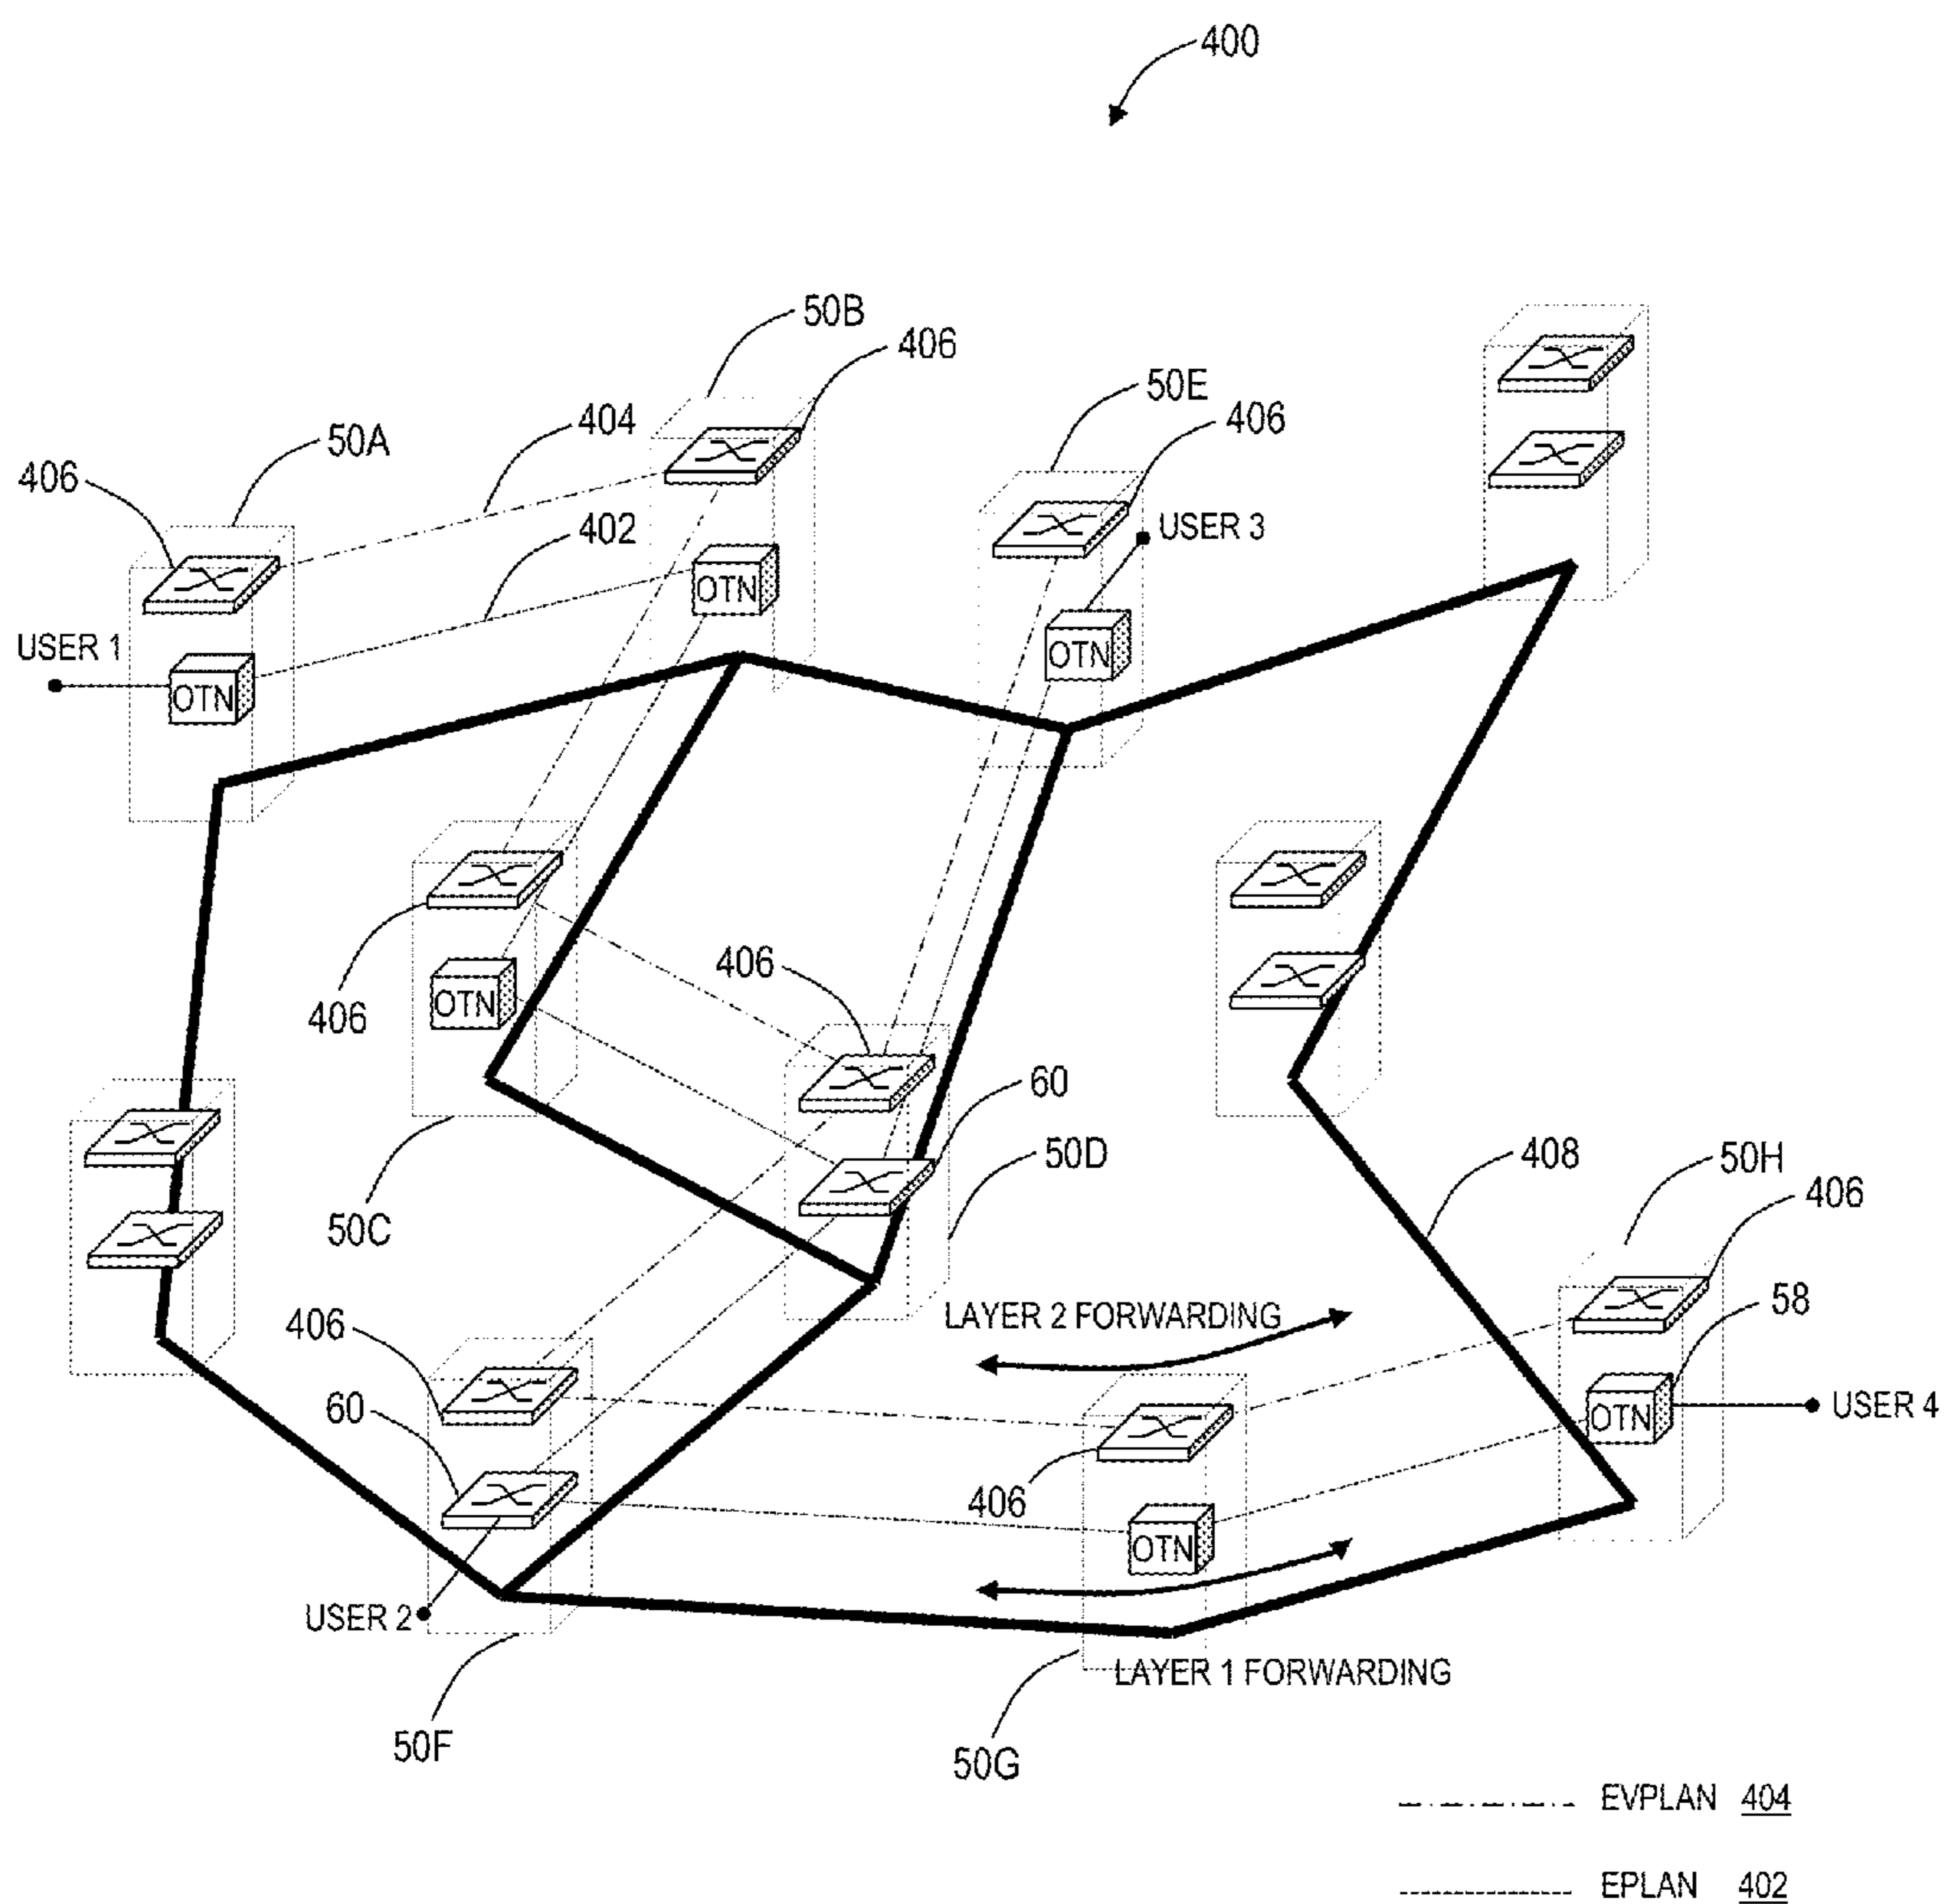 400
50B
406
50E
406
404
50A
406
402
USER 3
OTN
USER 1
OTN
OTN
406
406
OTN
60
50D
408
50H
406
50C
58
LAYER 2 FORWARDING
406
60
USER 4
OTN
406
OTN
USER 2
LAYER 1 FORWARDING
50F
50G
EVPLAN 404
EPLAN 402